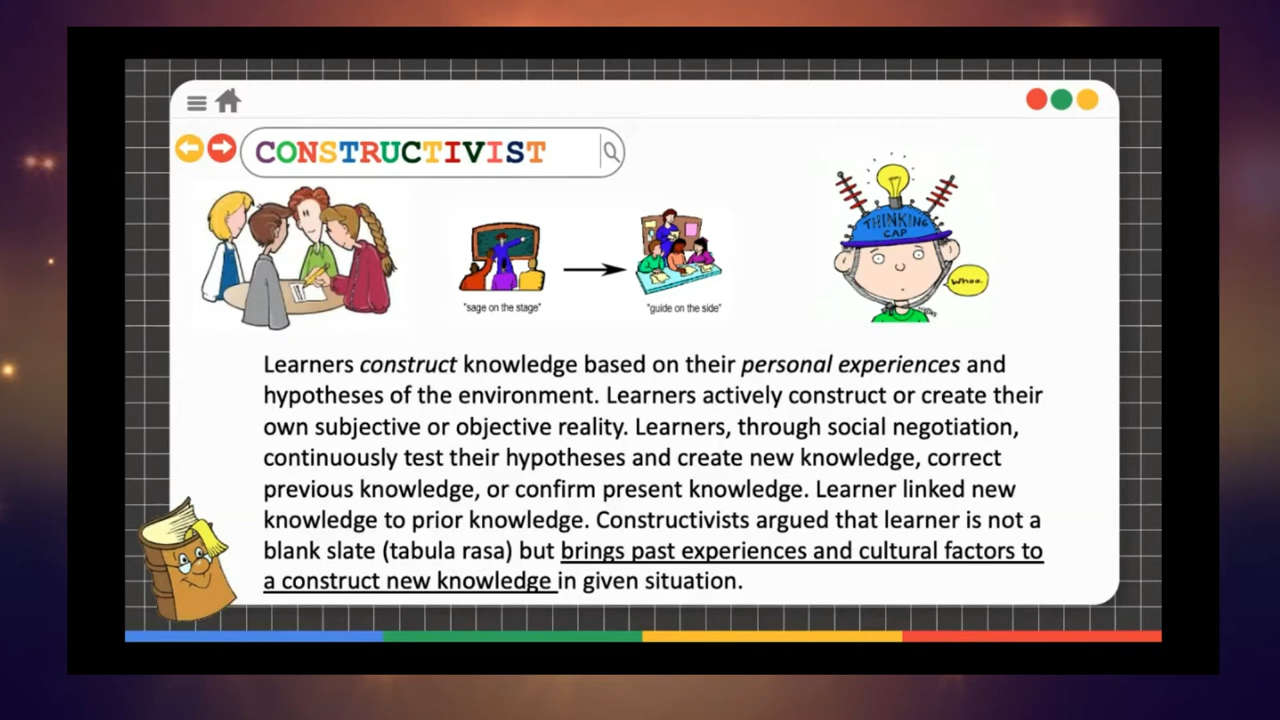 CONSTRUCTIVIST
THINKING
CAP
Whoa.
"sage on the stage"
"guide on the side"
Learners construct knowledge based on their personal experiences and
hypotheses of the environment. Learners actively construct or create their
own subjective or objective reality. Learners, through social negotiation,
continuously test their hypotheses and create new knowledge, correct
previous knowledge, or confirm present knowledge. Learner linked new
knowledge to prior knowledge. Constructivists argued that learner is not a
blank slate (tabula rasa) but brings past experiences and cultural factors to
a construct new knowledge in given situation.